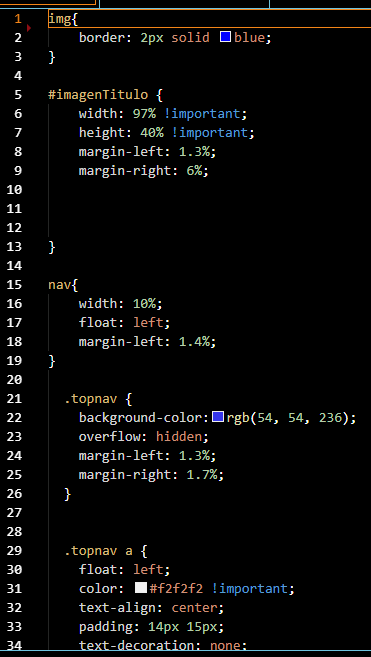 1 img{
2 border: 2px solid blue;
3 }
4
5 #imagenTitulo {
6 width: 97% !important;
7 height: 40% !important;
8 margin-left: 1.3%;
9 margin-right: 6%;
10
11
12
13 }
14
15 nav{
16 width: 10%;
17 float: left;
18 margin-left: 1.4%;
19 }
20
21 .topnav {
22 background-color: rgb(54, 54, 236);
23 overflow: hidden;
24 margin-left: 1.3%;
25 margin-right: 1.7%;
26 }
27
28
29 .topnav a {
30 float: left;
31 color: #f2f2f2 !important;
32 text-align: center;
33 padding: 14px 15px;
34 text-decoration: none;